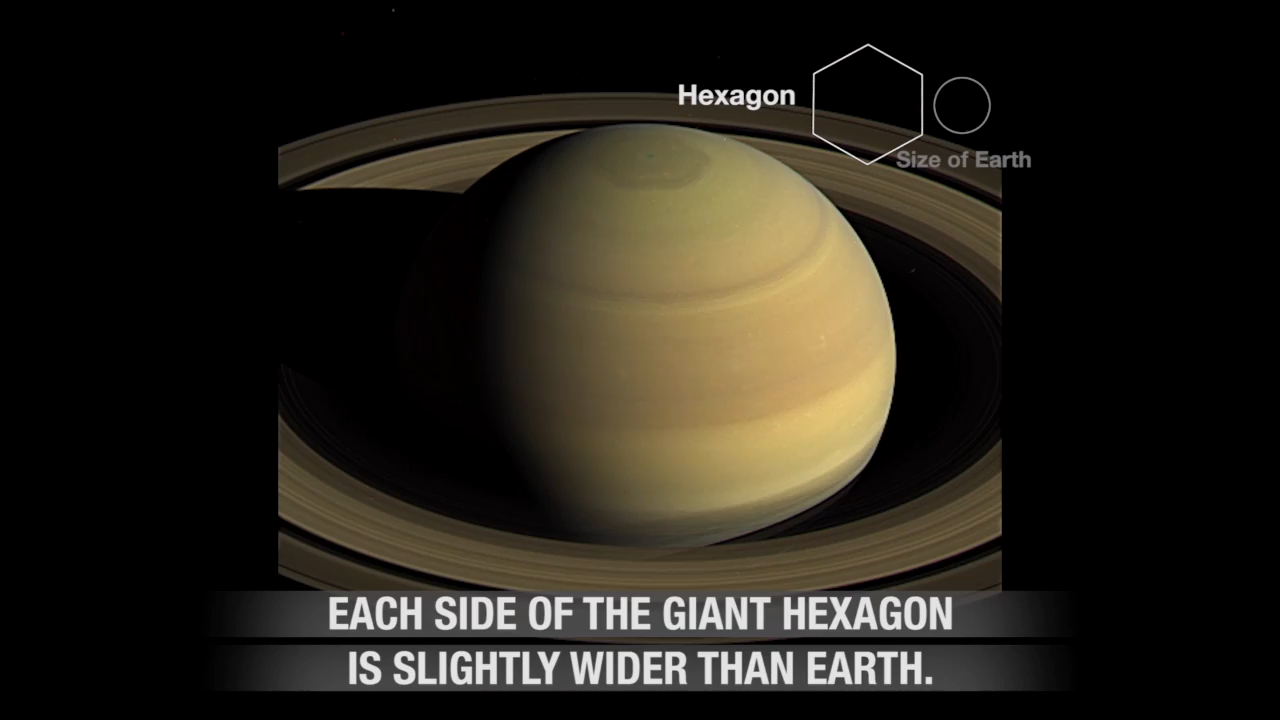 Hexagon
Size of Earth
EACH SIDE OF THE GIANT HEXAGON
IS SLIGHTLY WIDER THAN EARTH.